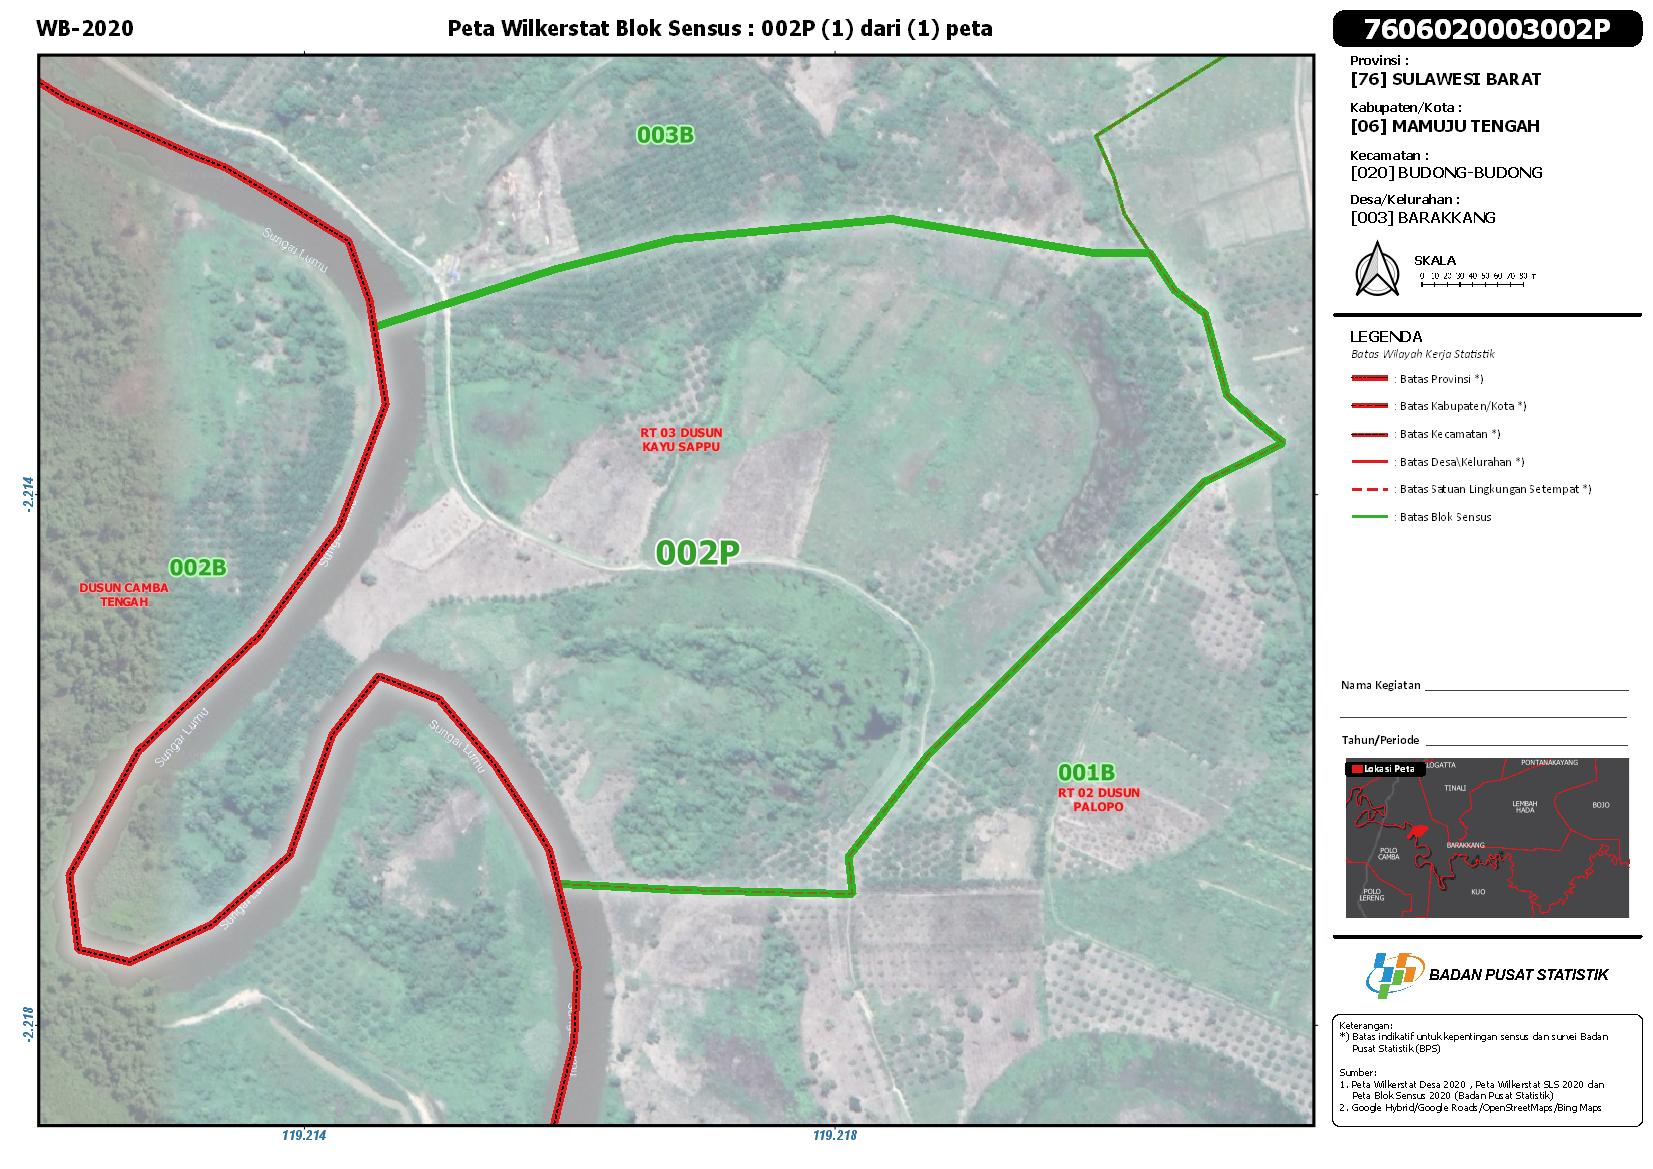 WB-2020
Peta Wilkerstat Blok Sensus : 002P (1) dari (1) peta
7606020003002P
Provinsi :
[76] SULAWESI BARAT
Kabupaten/Kota :
[06] MAMUJU TENGAH
Kecamatan :
[020] BUDONG-BUDONG
Desa/Kelurahan :
[003] BARAKKANG
SKALA
0 10 20 30 40 50 60 70 80 m
LEGENDA
Batas Wilayah Kerja Statistik
: Batas Provinsi *)
: Batas Kabupaten/Kota *)
: Batas Kecamatan *)
: Batas Desa\Kelurahan *)
: Batas Satuan Lingkungan Setempat *)
: Batas Blok Sensus
003B
Sungai Lumu
RT 03 DUSUN
KAYU SAPPU
002P
002B
DUSUN CAMBA
TENGAH
Sungai Lumu
Sungai Lumu
001B
RT 02 DUSUN
PALOPO
-2.214
-2.218
119.214
119.218
Nama Kegiatan
Tahun/Periode
Lokasi Peta
LOGATTA
PONTANAKAYANG
TINALI
LEMBAH
HADA
BOJO
BARAKKANG
POLO
CAMBA
POLO
LERENG
KUO
BADAN PUSAT STATISTIK
Keterangan:
*) Batas indikatif untuk kepentingan sensus dan survei Badan
Pusat Statistik (BPS)
Sumber:
1. Peta Wilkerstat Desa 2020 , Peta Wilkerstat SLS 2020 dan
Peta Blok Sensus 2020 (Badan Pusat Statistik)
2. Google Hybrid/Google Roads/OpenStreetMaps/Bing Maps